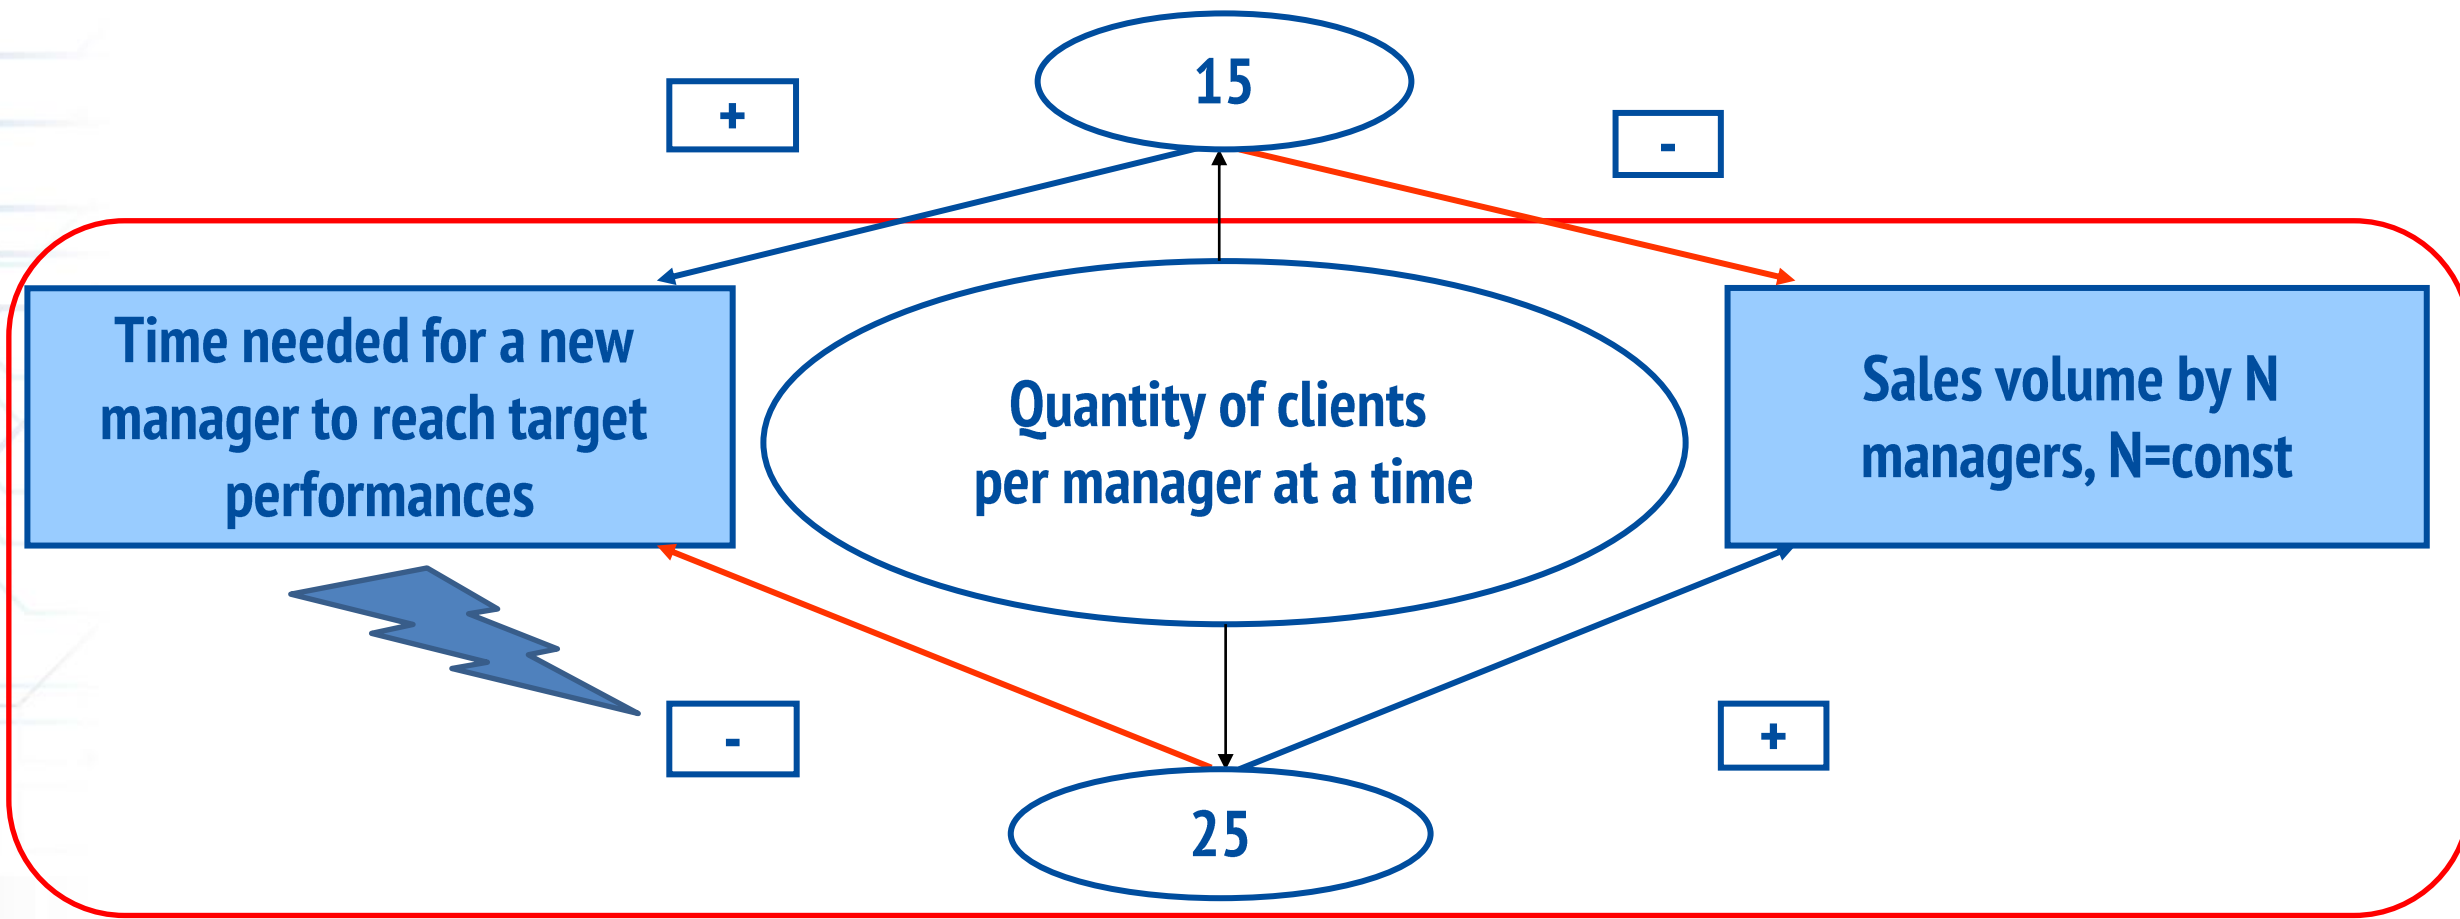 15
+
-
Time needed for a new
manager to reach target
performances
Quantity of clients
per manager at a time
Sales volume by N
managers, N=const
-
+
25